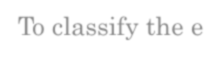 To classify the e